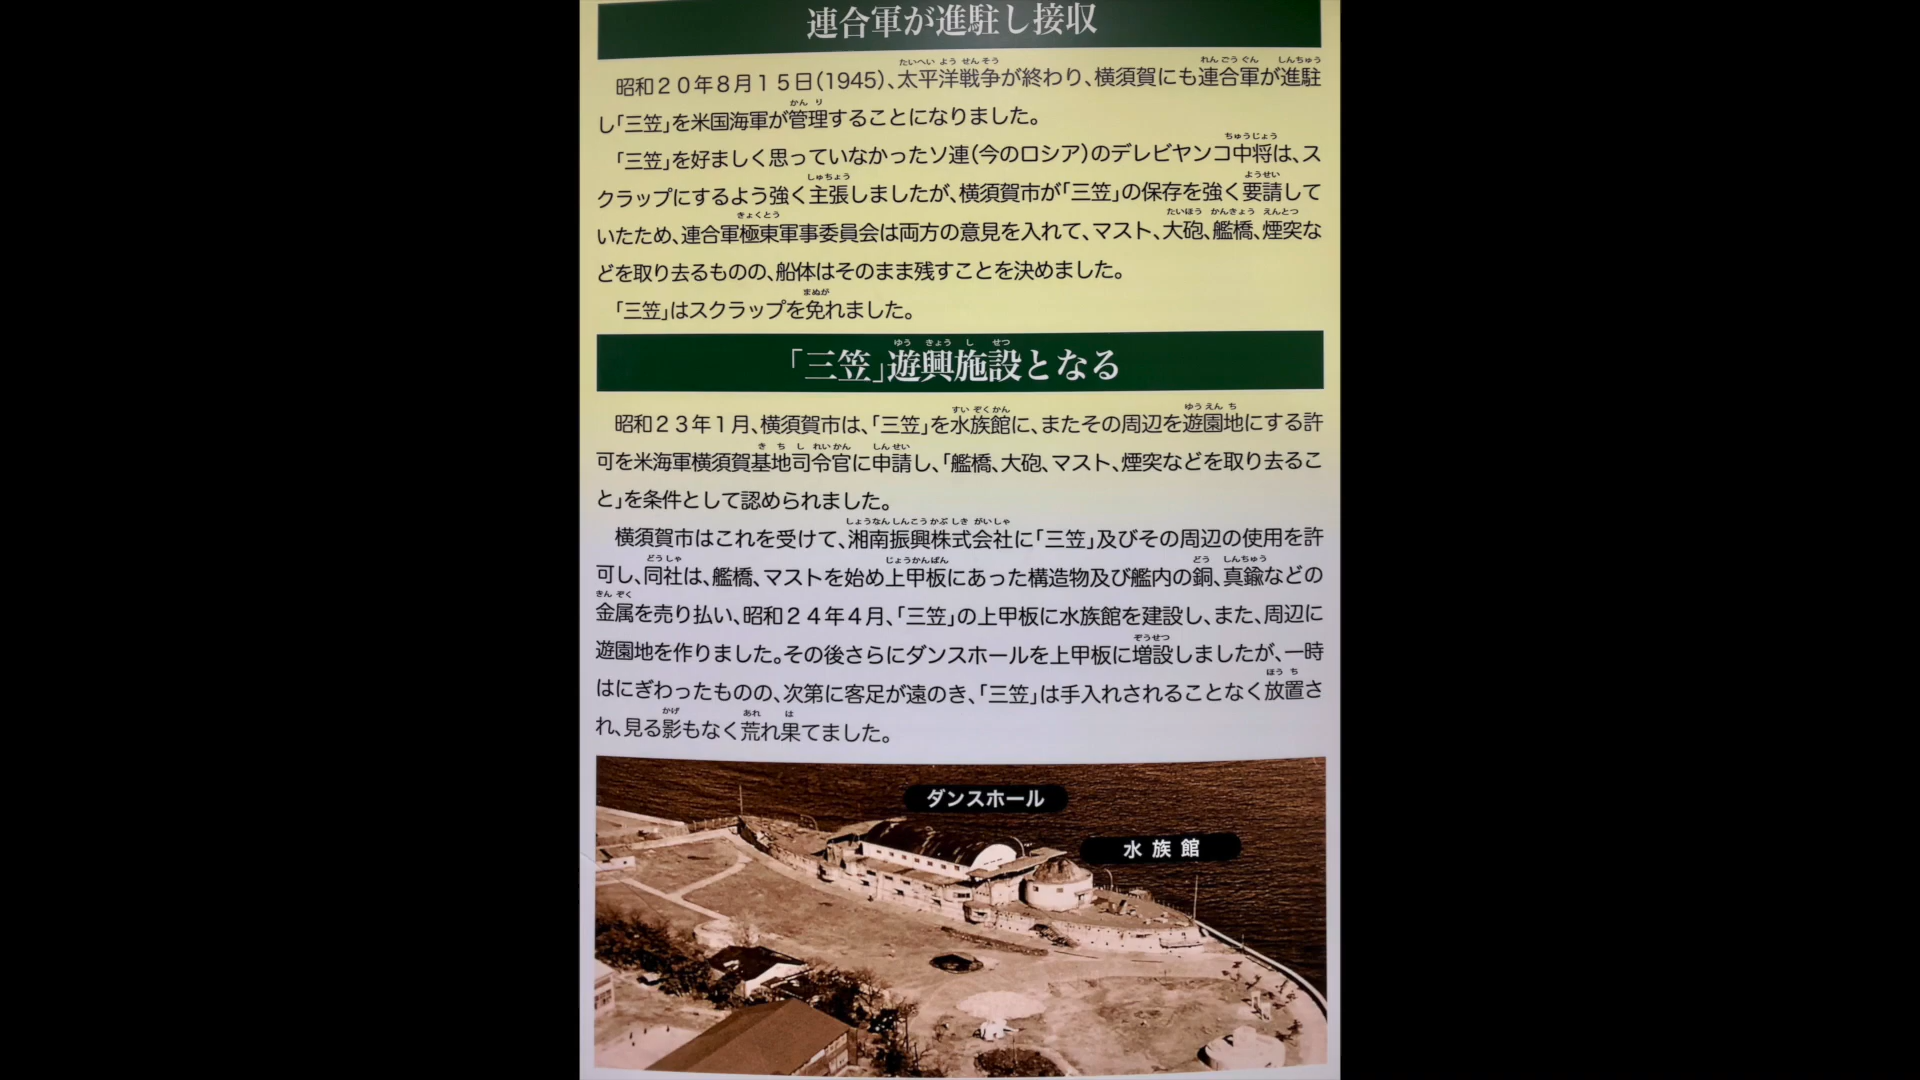 連合軍が進駐し接収
昭和２０年８月１５日(1945)、太平洋戦争が終わり、横須賀にも連合軍が進駐
し「三笠」を米国海軍が管理することになりました。
「三笠」を好ましく思っていなかったソ連(今のロシア)のデレビヤンコ中将は、ス
クラップにするよう強く主張しましたが、横須賀市が「三笠」の保存を強く要請して
いたため、連合軍極東軍事委員会は両方の意見を入れて、マスト、大砲、艦橋、煙突な
どを取り去るものの、船体はそのまま残すことを決めました。
「三笠」はスクラップを免れました。
「三笠」遊興施設となる
昭和２３年１月、横須賀市は、「三笠」を水族館に、またその周辺を遊園地にする許
可を米海軍横須賀基地司令官に申請し、「艦橋、大砲、マスト、煙突などを取り去るこ
と」を条件として認められました。
横須賀市はこれを受けて、湘南振興株式会社に「三笠」及びその周辺の使用を許
可し、同社は、艦橋、マストを始め上甲板にあった構造物及び艦内の銅、真鍮などの
金属を売り払い、昭和２４年４月、「三笠」の上甲板に水族館を建設し、また、周辺に
遊園地を作りました。その後さらにダンスホールを上甲板に増設しましたが、一時
はにぎわったものの、次第に客足が遠のき、「三笠」は手入れされることなく放置さ
れ、見る影もなく荒れ果てました。
ダンスホール
水族館